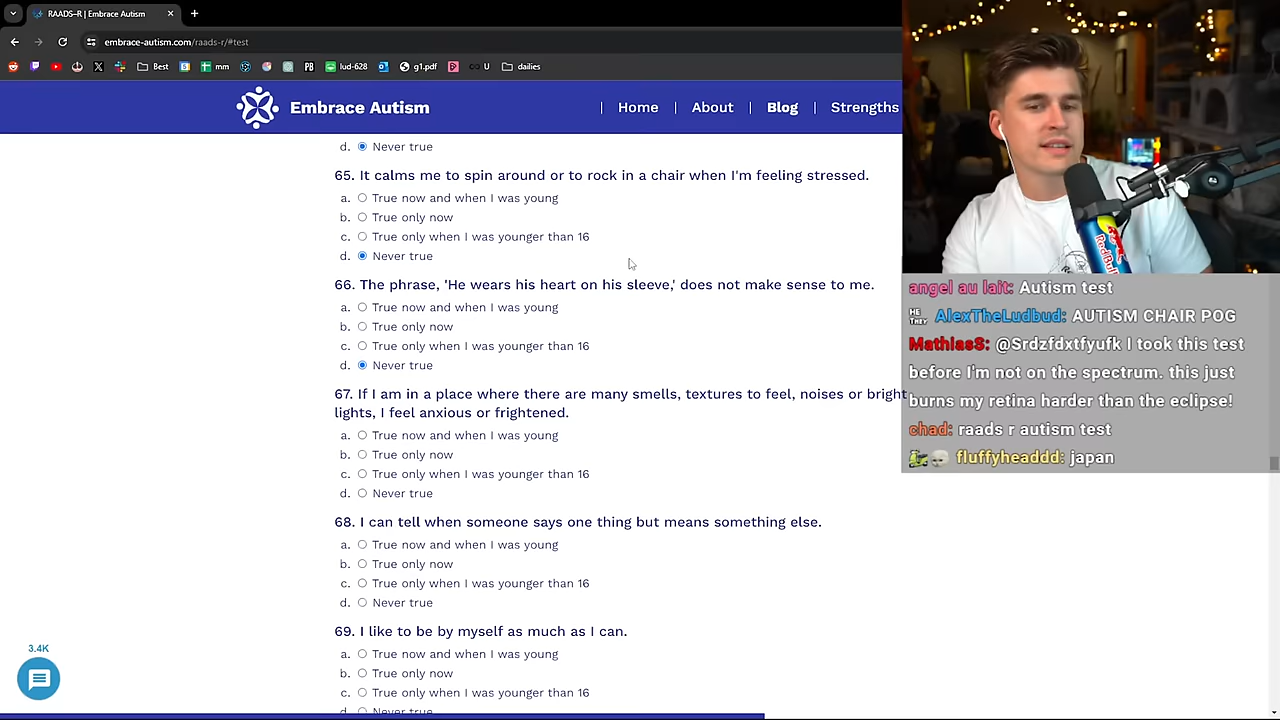 RAADS–R | Embrace Autism
embrace-autism.com/raads-r/#test
Best
mm
lud-628
g1.pdf
U
dailies
Embrace Autism
| Home | About | Blog | Strengths
d. Never true
65. It calms me to spin around or to rock in a chair when I'm feeling stressed.
a. True now and when I was young
b. True only now
c. True only when I was younger than 16
d. Never true
66. The phrase, 'He wears his heart on his sleeve,' does not make sense to me.
a. True now and when I was young
b. True only now
c. True only when I was younger than 16
d. Never true
67. If I am in a place where there are many smells, textures to feel, noises or bright
lights, I feel anxious or frightened.
a. True now and when I was young
b. True only now
c. True only when I was younger than 16
d. Never true
68. I can tell when someone says one thing but means something else.
a. True now and when I was young
b. True only now
c. True only when I was younger than 16
d. Never true
69. I like to be by myself as much as I can.
a. True now and when I was young
b. True only now
c. True only when I was younger than 16
d. Never true
3.4K
RedBull
angel au lait: Autism test
HE THEY AlexTheLudbud: AUTISM CHAIR POG
MathiasS: @Srdzfdxtfyufk I took this test
before I'm not on the spectrum. this just
burns my retina harder than the eclipse!
chad: raads r autism test
fluffyheaddd: japan